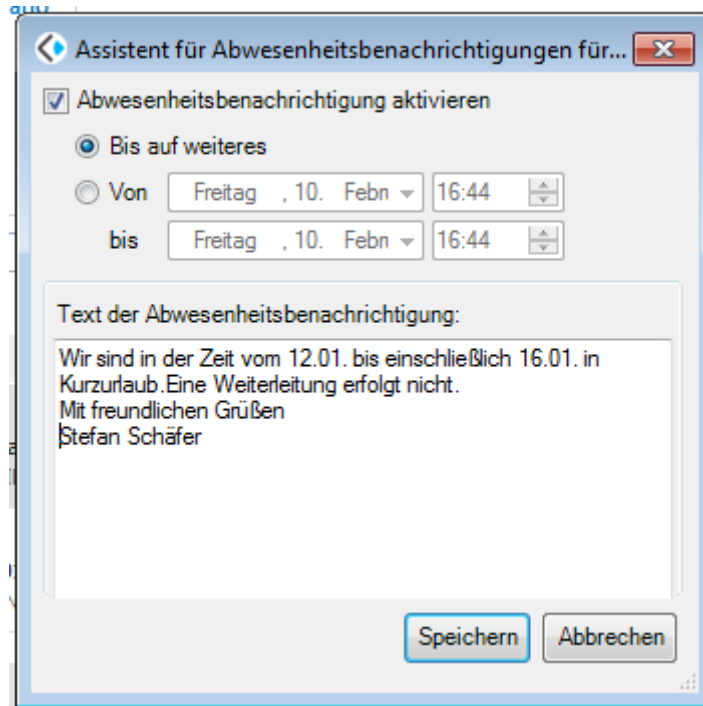 Assistent für Abwesenheitsbenachrichtigungen für...
Abwesenheitsbenachrichtigung aktivieren
Bis auf weiteres
Von Freitag , 10. Febr 16:44
bis Freitag , 10. Febr 16:44
Text der Abwesenheitsbenachrichtigung:
Wir sind in der Zeit vom 12.01. bis einschließlich 16.01. in
Kurzurlaub.Eine Weiterleitung erfolgt nicht.
Mit freundlichen Grüßen
Stefan Schäfer
Speichern Abbrechen